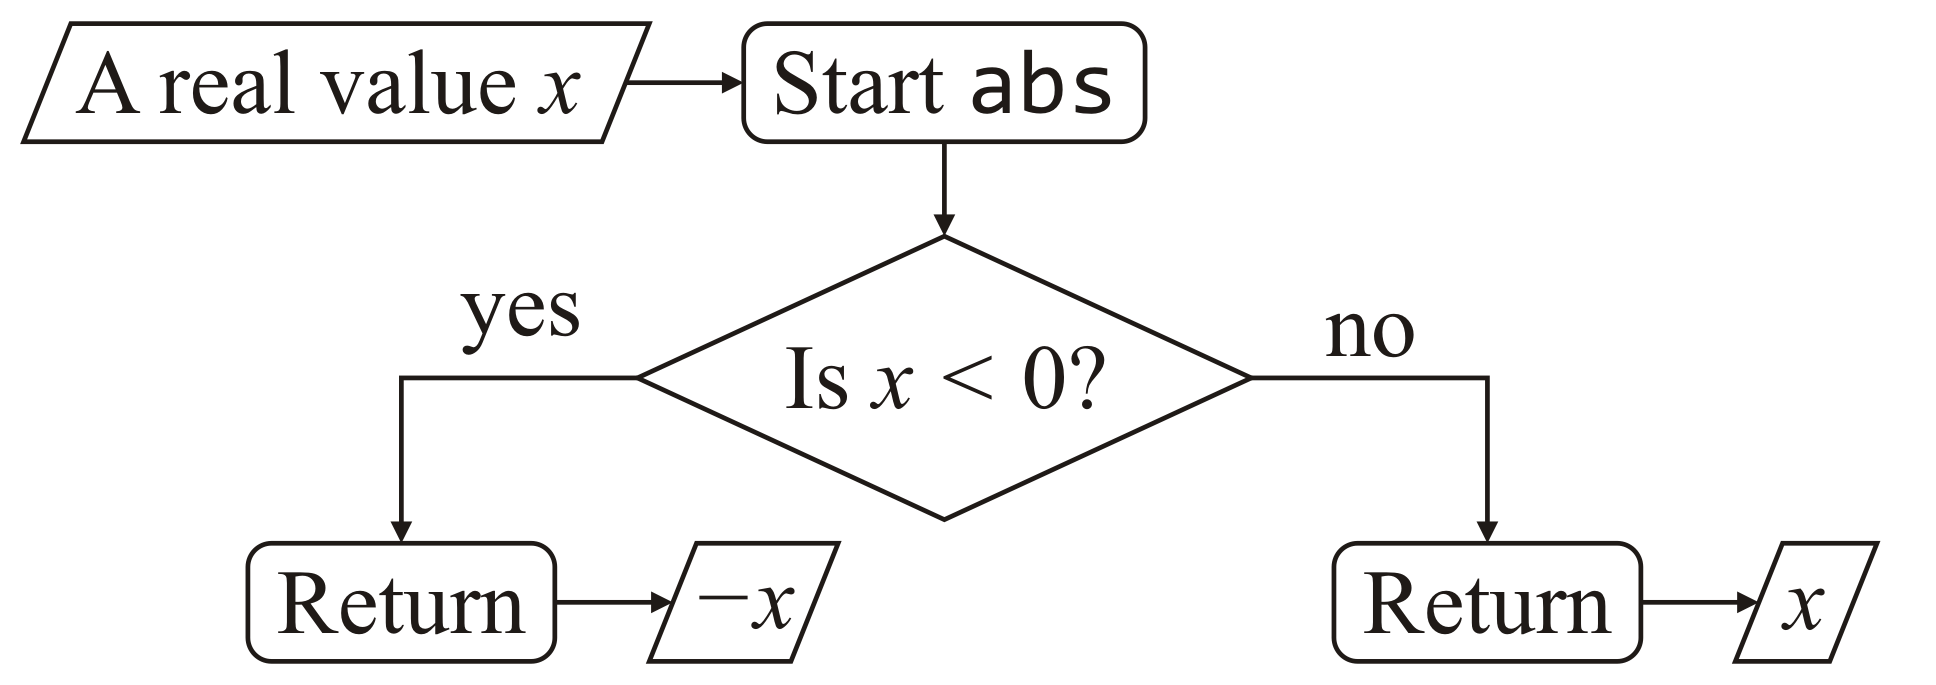 A real value x
Start abs
yes
no
Is x < 0?
Return
−x
Return
x